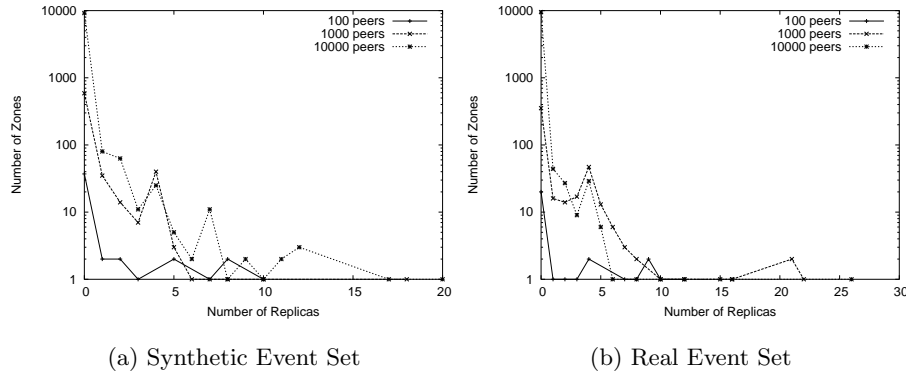 10000
1000
100
10
1
0
5
10
15
20
Number of Zones
Number of Replicas
100 peers
1000 peers
10000 peers
(a) Synthetic Event Set
10000
1000
100
10
1
0
5
10
15
20
25
30
Number of Zones
Number of Replicas
100 peers
1000 peers
10000 peers
(b) Real Event Set